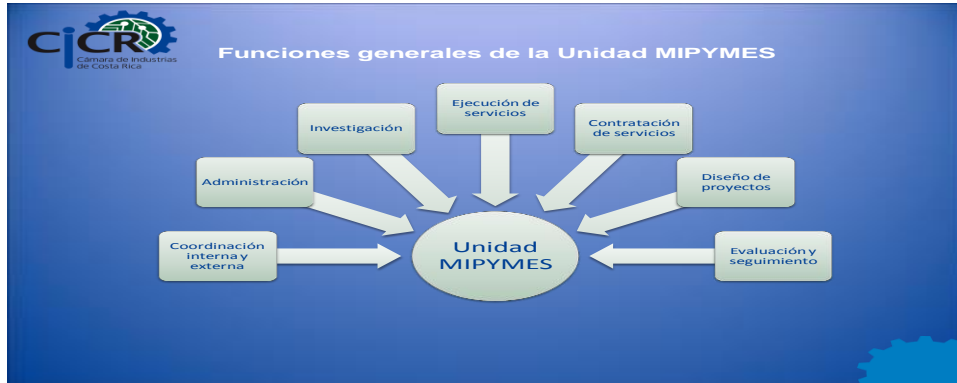 CiCR
Cámara de Industrias
de Costa Rica
Funciones generales de la Unidad MIPYMES
Coordinación
interna y
externa
Administración
Investigación
Ejecución de
servicios
Contratación
de servicios
Diseño de
proyectos
Evaluación y
seguimiento
Unidad
MIPYMES